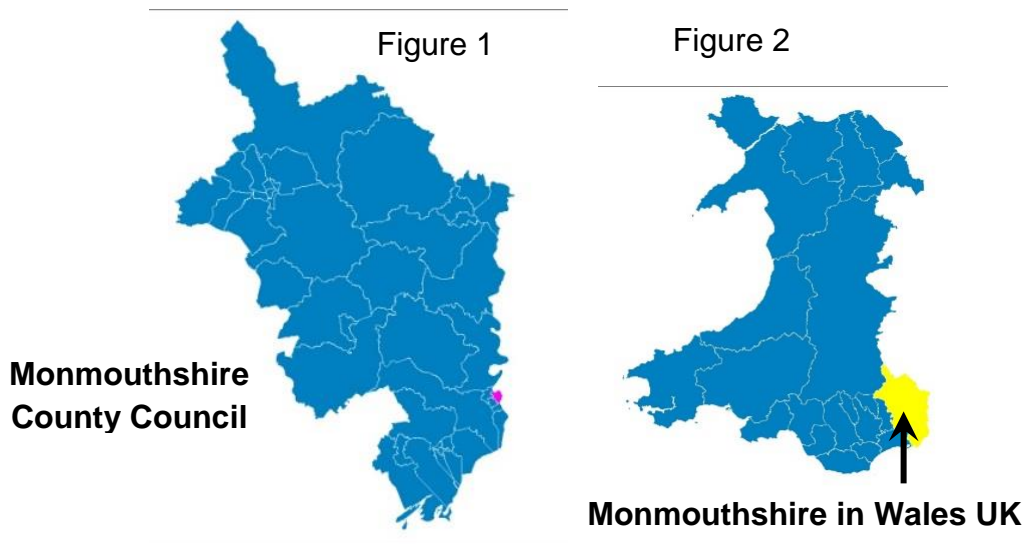 Figure 1
Figure 2
Monmouthshire
County Council
Monmouthshire in Wales UK